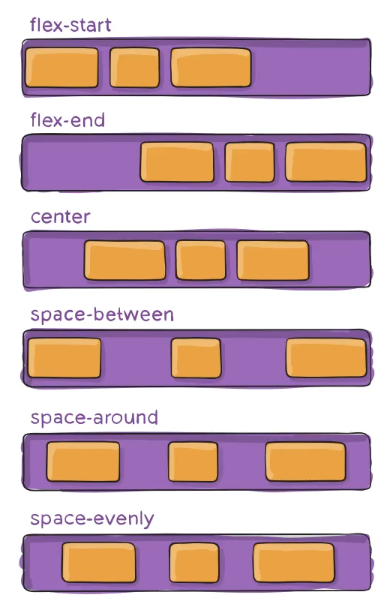 flex-start
flex-end
center
space-between
space-around
space-evenly